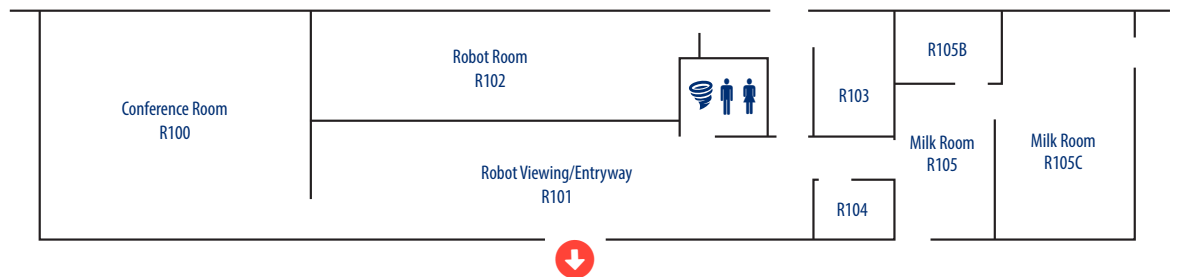 Conference Room
R100
Robot Room
R102
Robot Viewing/Entryway
R101
R103
R104
R105B
Milk Room
R105
Milk Room
R105C